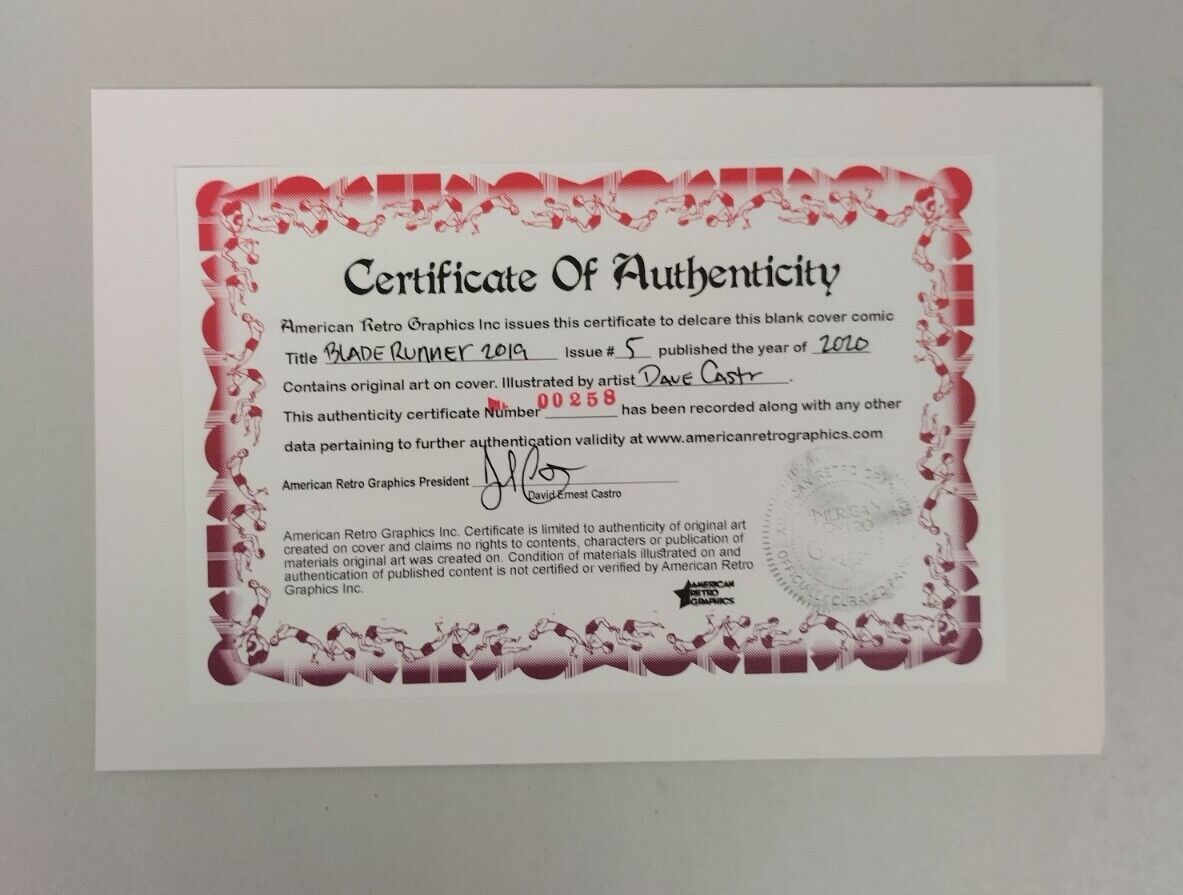 Certificate Of Authenticity
American Retro Graphics Inc issues this certificate to delcare this blank cover comic
Title BLADE RUNNER 2019 Issue # 5 published the year of 2020
Contains original art on cover. Illustrated by artist Dave Castr.
This authenticity certificate Number 00258 has been recorded along with any other
data pertaining to further authentication validity at www.americanretrographics.com
American Retro Graphics President
David Ernest Castro
American Retro Graphics Inc. Certificate is limited to authenticity of original art
created on cover and claims no rights to contents, characters or publication of
materials original art was created on. Condition of materials illustrated on and
authentication of published content is not certified or verified by American Retro
Graphics Inc.
AMERICAN
RETRO
GRAPHICS